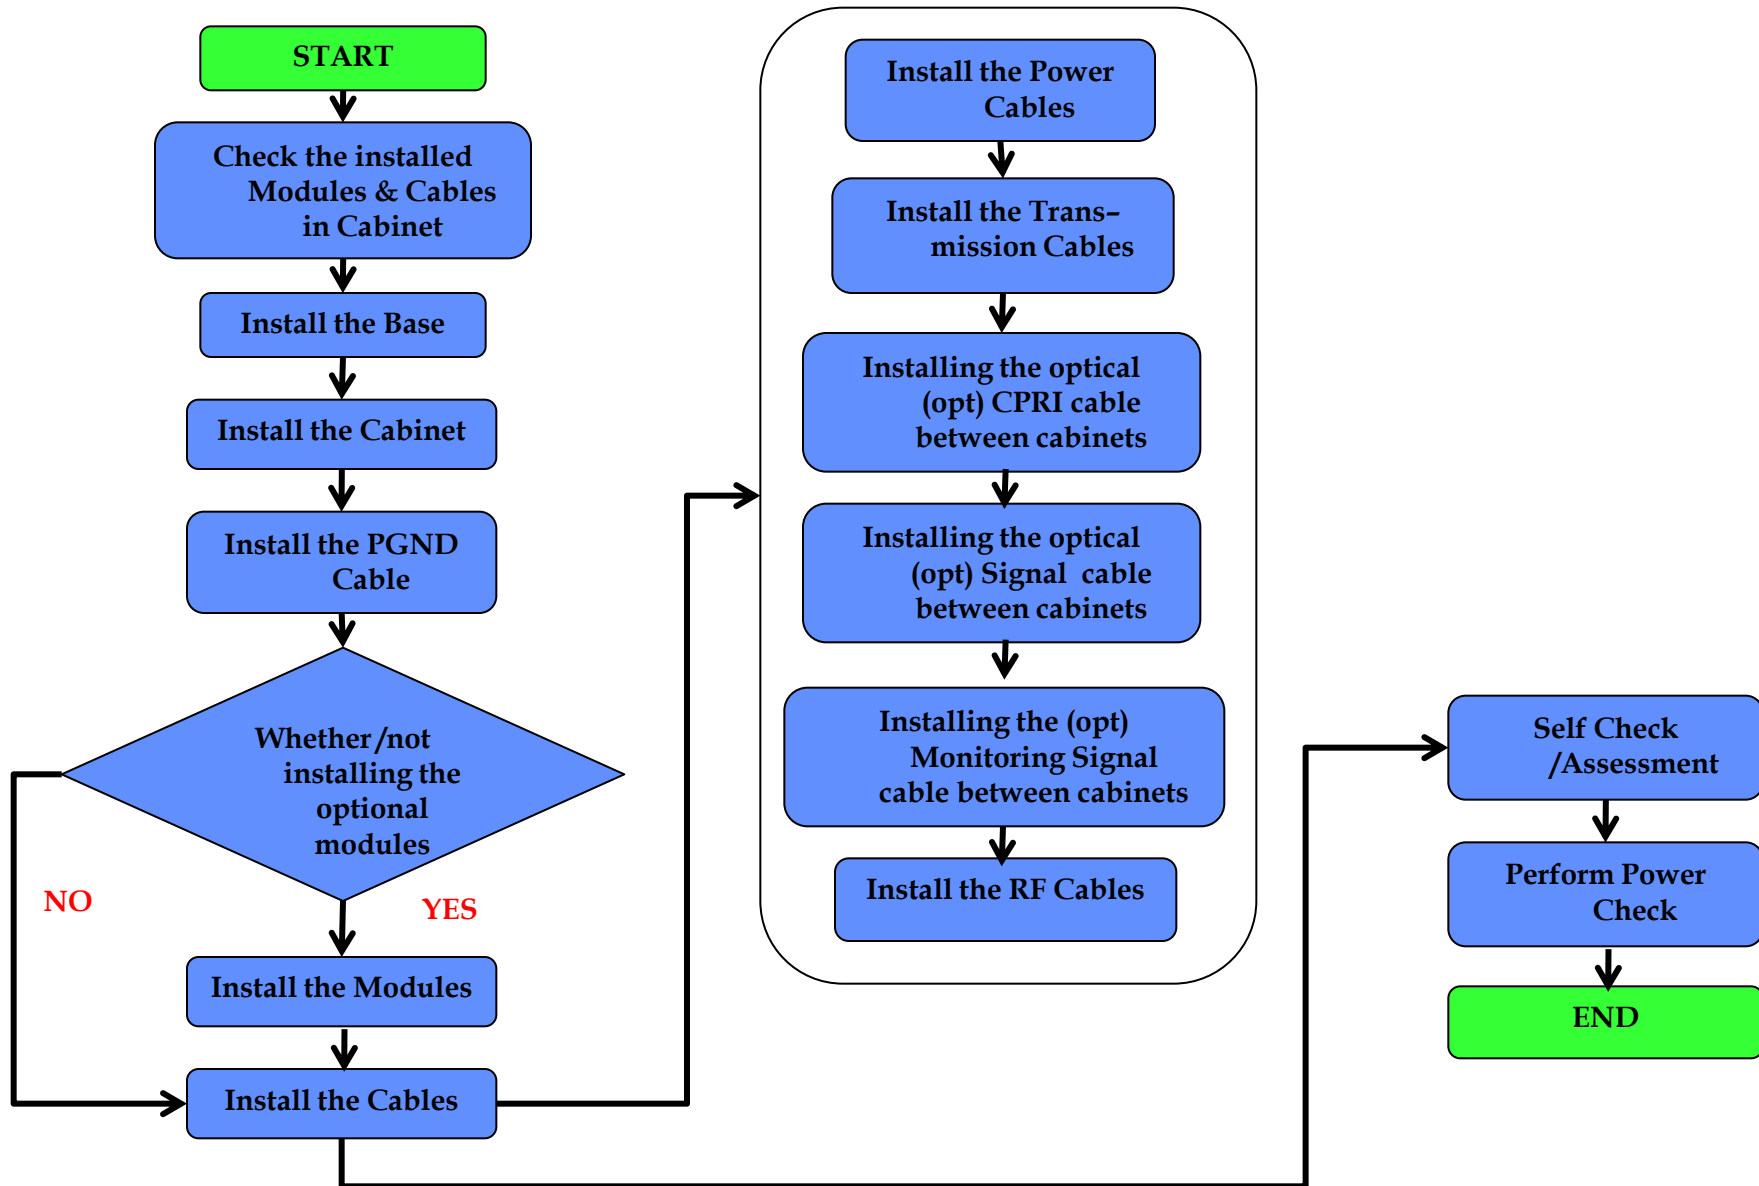 START
Check the installed
Modules & Cables
in Cabinet
Install the Base
Install the Cabinet
Install the PGND
Cable
Whether/not
installing the
optional
modules
NO
YES
Install the Modules
Install the Cables
Install the Power
Cables
Install the Trans–
mission Cables
Installing the optical
(opt) CPRI cable
between cabinets
Installing the optical
(opt) Signal cable
between cabinets
Installing the (opt)
Monitoring Signal
cable between cabinets
Install the RF Cables
Self Check
/Assessment
Perform Power
Check
END